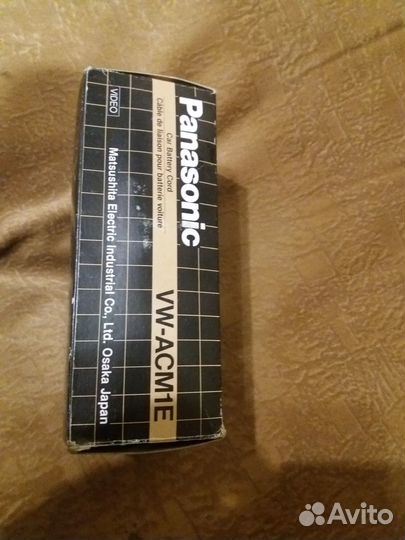 Panasonic
Car Battery Cord
Câble de liaison pour batterie voiture
VW-ACM1E
VIDEO
Matsushita Electric Industrial Co., Ltd. Osaka Japan
Avito